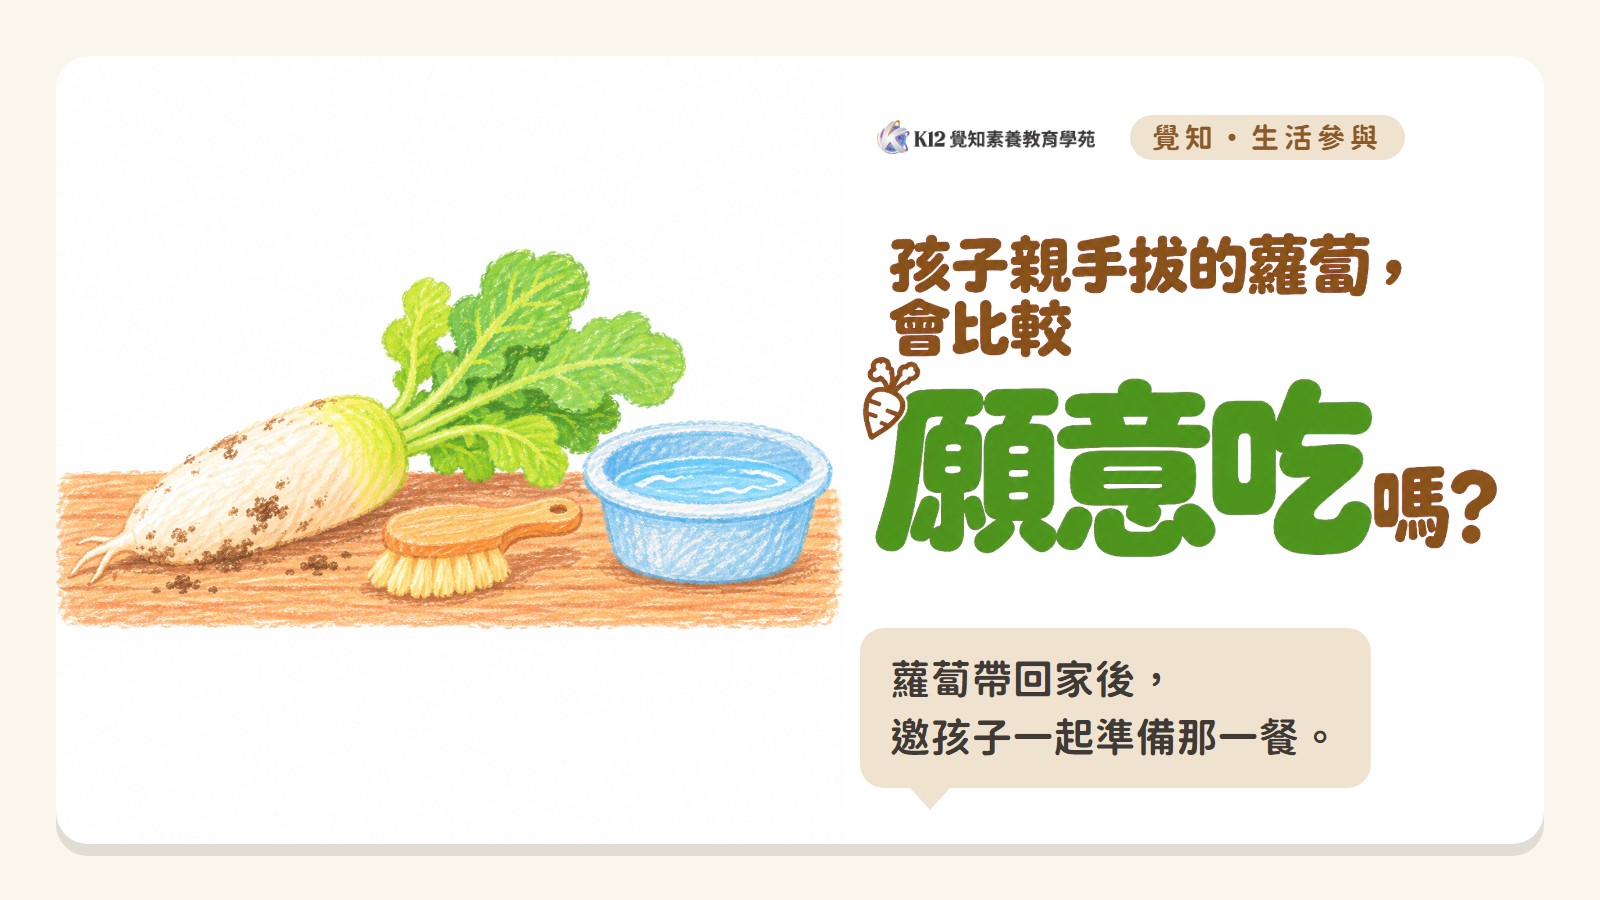 K12 覺知素養教育學苑
覺知・生活參與
孩子親手拔的蘿蔔，
會比較
願意吃嗎？
蘿蔔帶回家後，
邀孩子一起準備那一餐。